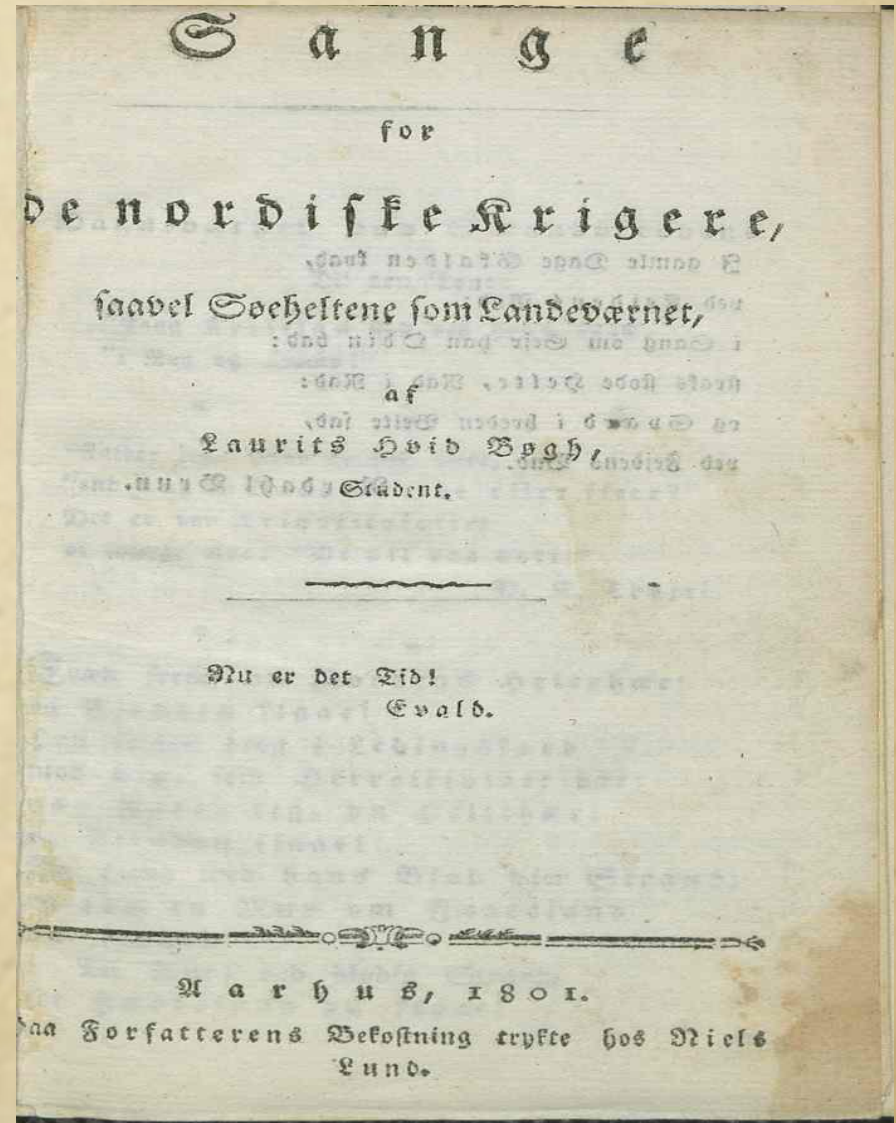 Sange
for
de nordiske Krigere,
saavel Søeheltene som Landeværnet,
af
Laurits Hvid Bøgh,
Student.
Nu er det Tid!
Evald.
Aarhus, 1801.
paa Forfatterens Bekostning trykte hos Niels
Lund.